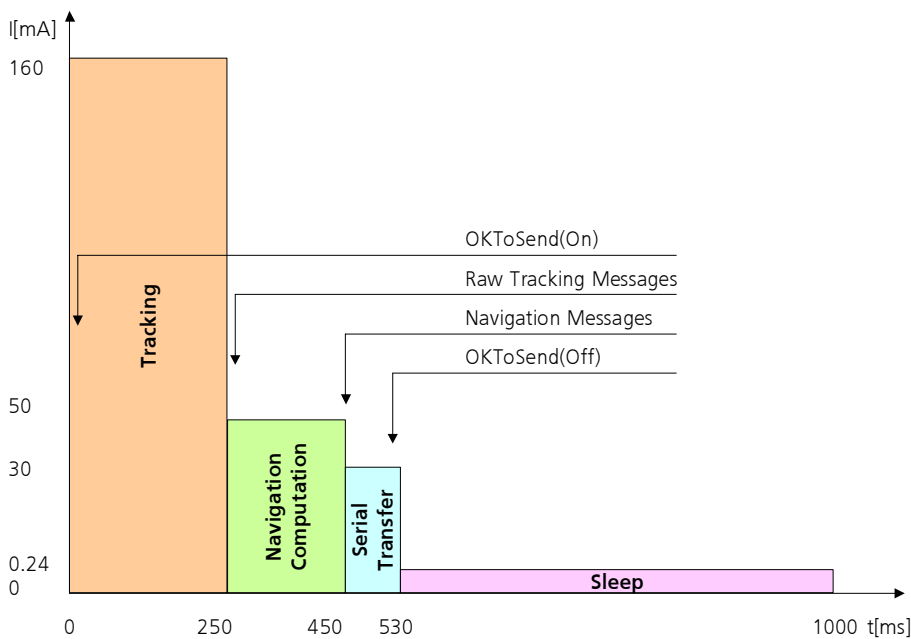 I[mA]
160
OKToSend(On)
Raw Tracking Messages
Navigation Messages
OKToSend(Off)
Tracking
50
30
Navigation
Computation
Serial
Transfer
0.24
0
Sleep
0
250
450
530
1000
t[ms]